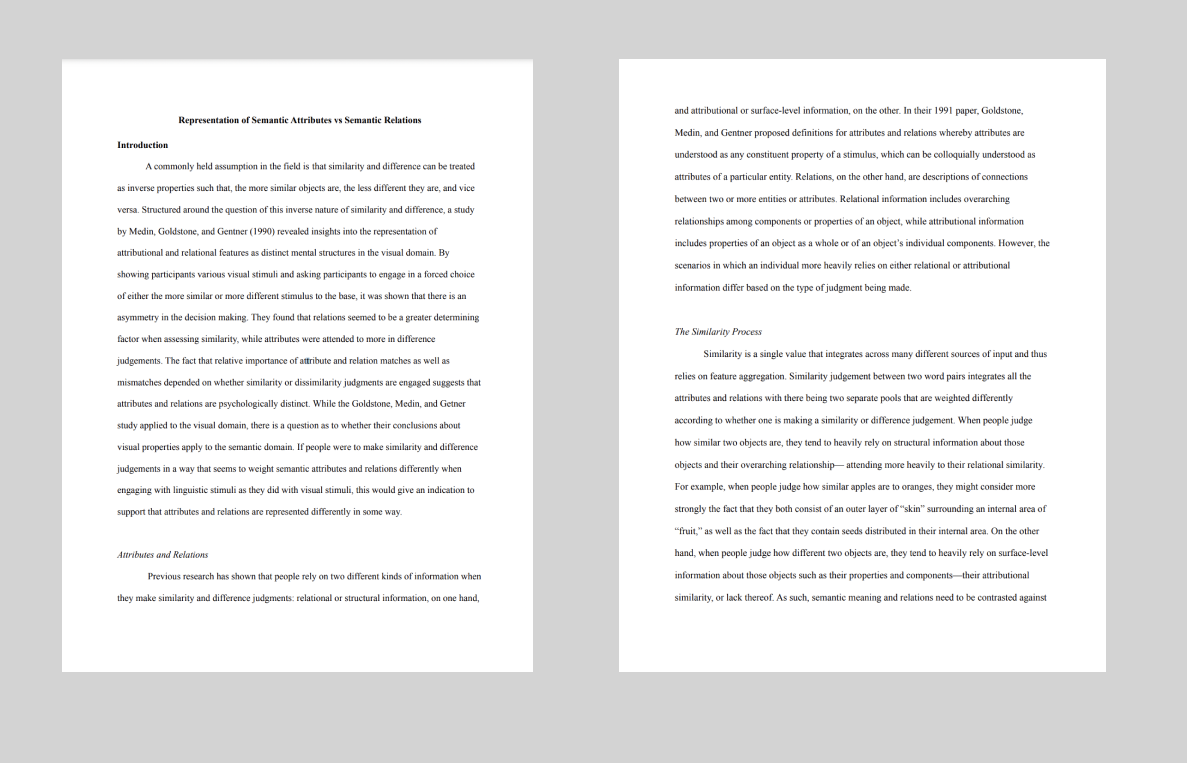 Representation of Semantic Attributes vs Semantic Relations
Introduction
A commonly held assumption in the field is that similarity and difference can be treated
as inverse properties such that, the more similar objects are, the less different they are, and vice
versa. Structured around the question of this inverse nature of similarity and difference, a study
by Medin, Goldstone, and Gentner (1990) revealed insights into the representation of
attributional and relational features as distinct mental structures in the visual domain. By
showing participants various visual stimuli and asking participants to engage in a forced choice
of either the more similar or more different stimulus to the base, it was shown that there is an
asymmetry in the decision making. They found that relations seemed to be a greater determining
factor when assessing similarity, while attributes were attended to more in difference
judgements. The fact that relative importance of attribute and relation matches as well as
mismatches depended on whether similarity or dissimilarity judgments are engaged suggests that
attributes and relations are psychologically distinct. While the Goldstone, Medin, and Getner
study applied to the visual domain, there is a question as to whether their conclusions about
visual properties apply to the semantic domain. If people were to make similarity and difference
judgements in a way that seems to weight semantic attributes and relations differently when
engaging with linguistic stimuli as they did with visual stimuli, this would give an indication to
support that attributes and relations are represented differently in some way.
Attributes and Relations
Previous research has shown that people rely on two different kinds of information when
they make similarity and difference judgments: relational or structural information, on one hand,
and attributional or surface-level information, on the other. In their 1991 paper, Goldstone,
Medin, and Gentner proposed definitions for attributes and relations whereby attributes are
understood as any constituent property of a stimulus, which can be colloquially understood as
attributes of a particular entity. Relations, on the other hand, are descriptions of connections
between two or more entities or attributes. Relational information includes overarching
relationships among components or properties of an object, while attributional information
includes properties of an object as a whole or of an object’s individual components. However, the
scenarios in which an individual more heavily relies on either relational or attributional
information differ based on the type of judgment being made.
The Similarity Process
Similarity is a single value that integrates across many different sources of input and thus
relies on feature aggregation. Similarity judgement between two word pairs integrates all the
attributes and relations with there being two separate pools that are weighted differently
according to whether one is making a similarity or difference judgement. When people judge
how similar two objects are, they tend to heavily rely on structural information about those
objects and their overarching relationship— attending more heavily to their relational similarity.
For example, when people judge how similar apples are to oranges, they might consider more
strongly the fact that they both consist of an outer layer of “skin” surrounding an internal area of
“fruit,” as well as the fact that they contain seeds distributed in their internal area. On the other
hand, when people judge how different two objects are, they tend to heavily rely on surface-level
information about those objects such as their properties and components—their attributional
similarity, or lack thereof. As such, semantic meaning and relations need to be contrasted against